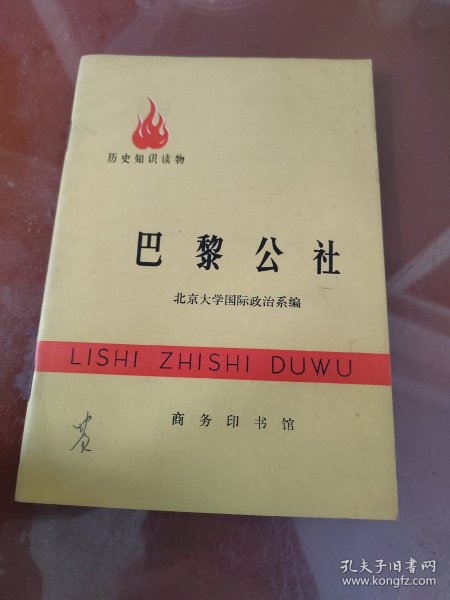 历史知识读物
巴黎公社
北京大学国际政治系编
LISHI ZHISHI DUWU
商务印书馆
孔夫子旧书网
www.kongfz.com